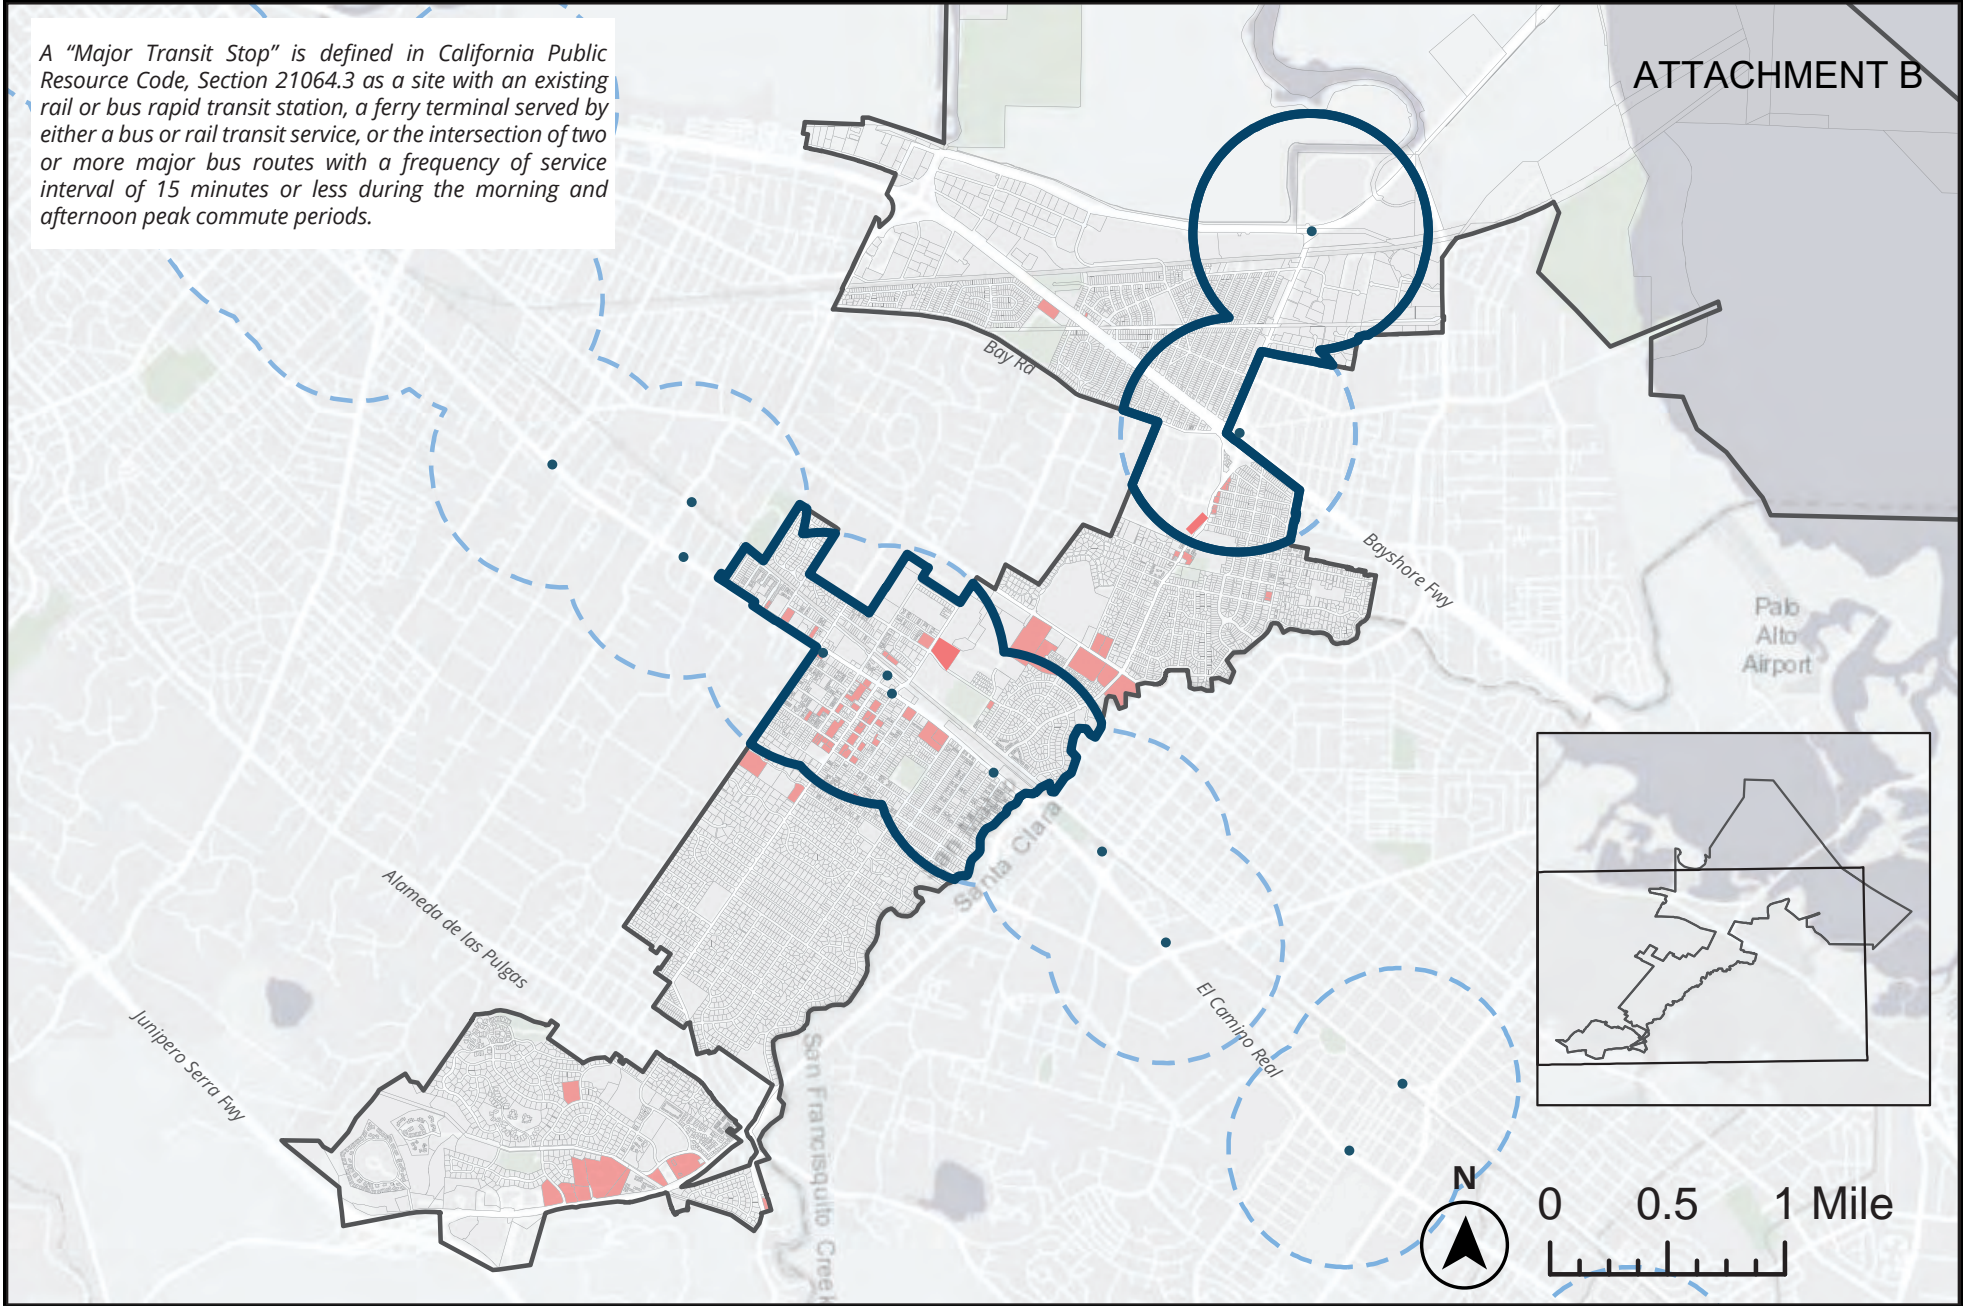 A “Major Transit Stop” is defined in California Public
Resource Code, Section 21064.3 as a site with an existing
rail or bus rapid transit station, a ferry terminal served by
either a bus or rail transit service, or the intersection of two
or more major bus routes with a frequency of service
interval of 15 minutes or less during the morning and
afternoon peak commute periods.
ATTACHMENT B
Bay Rd
Bayshore Fwy
Palo
Alto
Airport
San Mateo
Santa Clara
Alameda de las Pulgas
El Camino Real
Junipero Serra Fwy
San Francisquito Creek
N
0 0.5 1 Mile